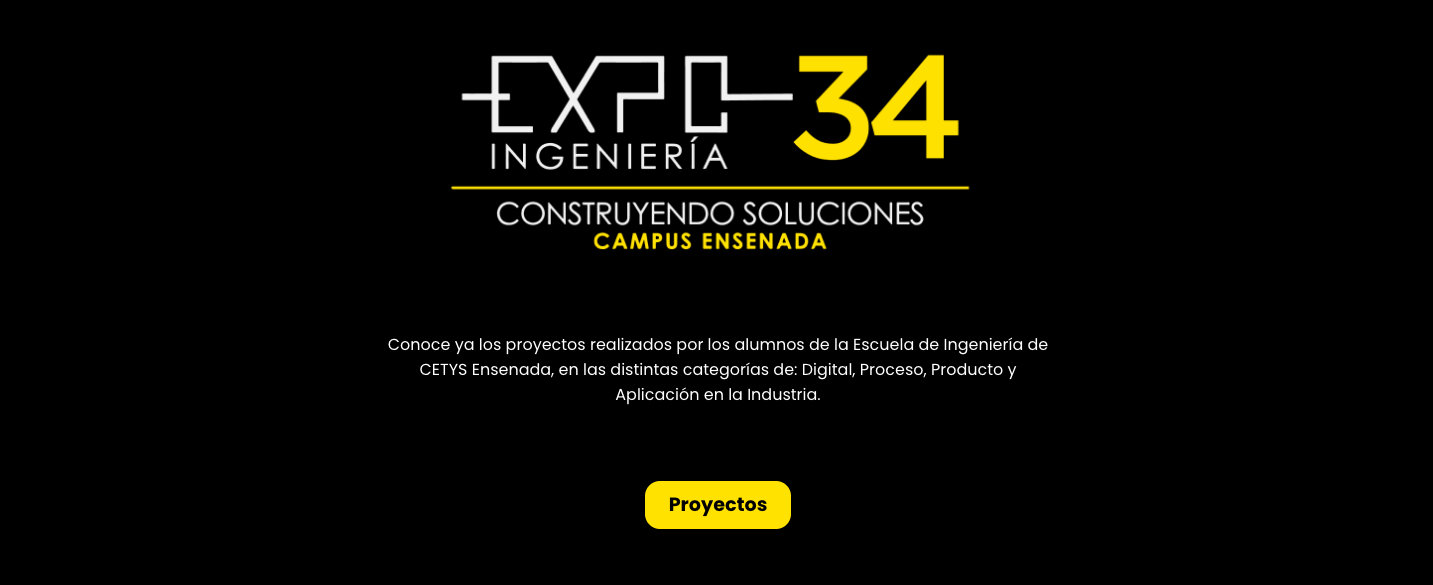 EXPO 34
INGENIERÍA
CONSTRUYENDO SOLUCIONES
CAMPUS ENSENADA
Conoce ya los proyectos realizados por los alumnos de la Escuela de Ingeniería de
CETYS Ensenada, en las distintas categorías de: Digital, Proceso, Producto y
Aplicación en la Industria.
Proyectos